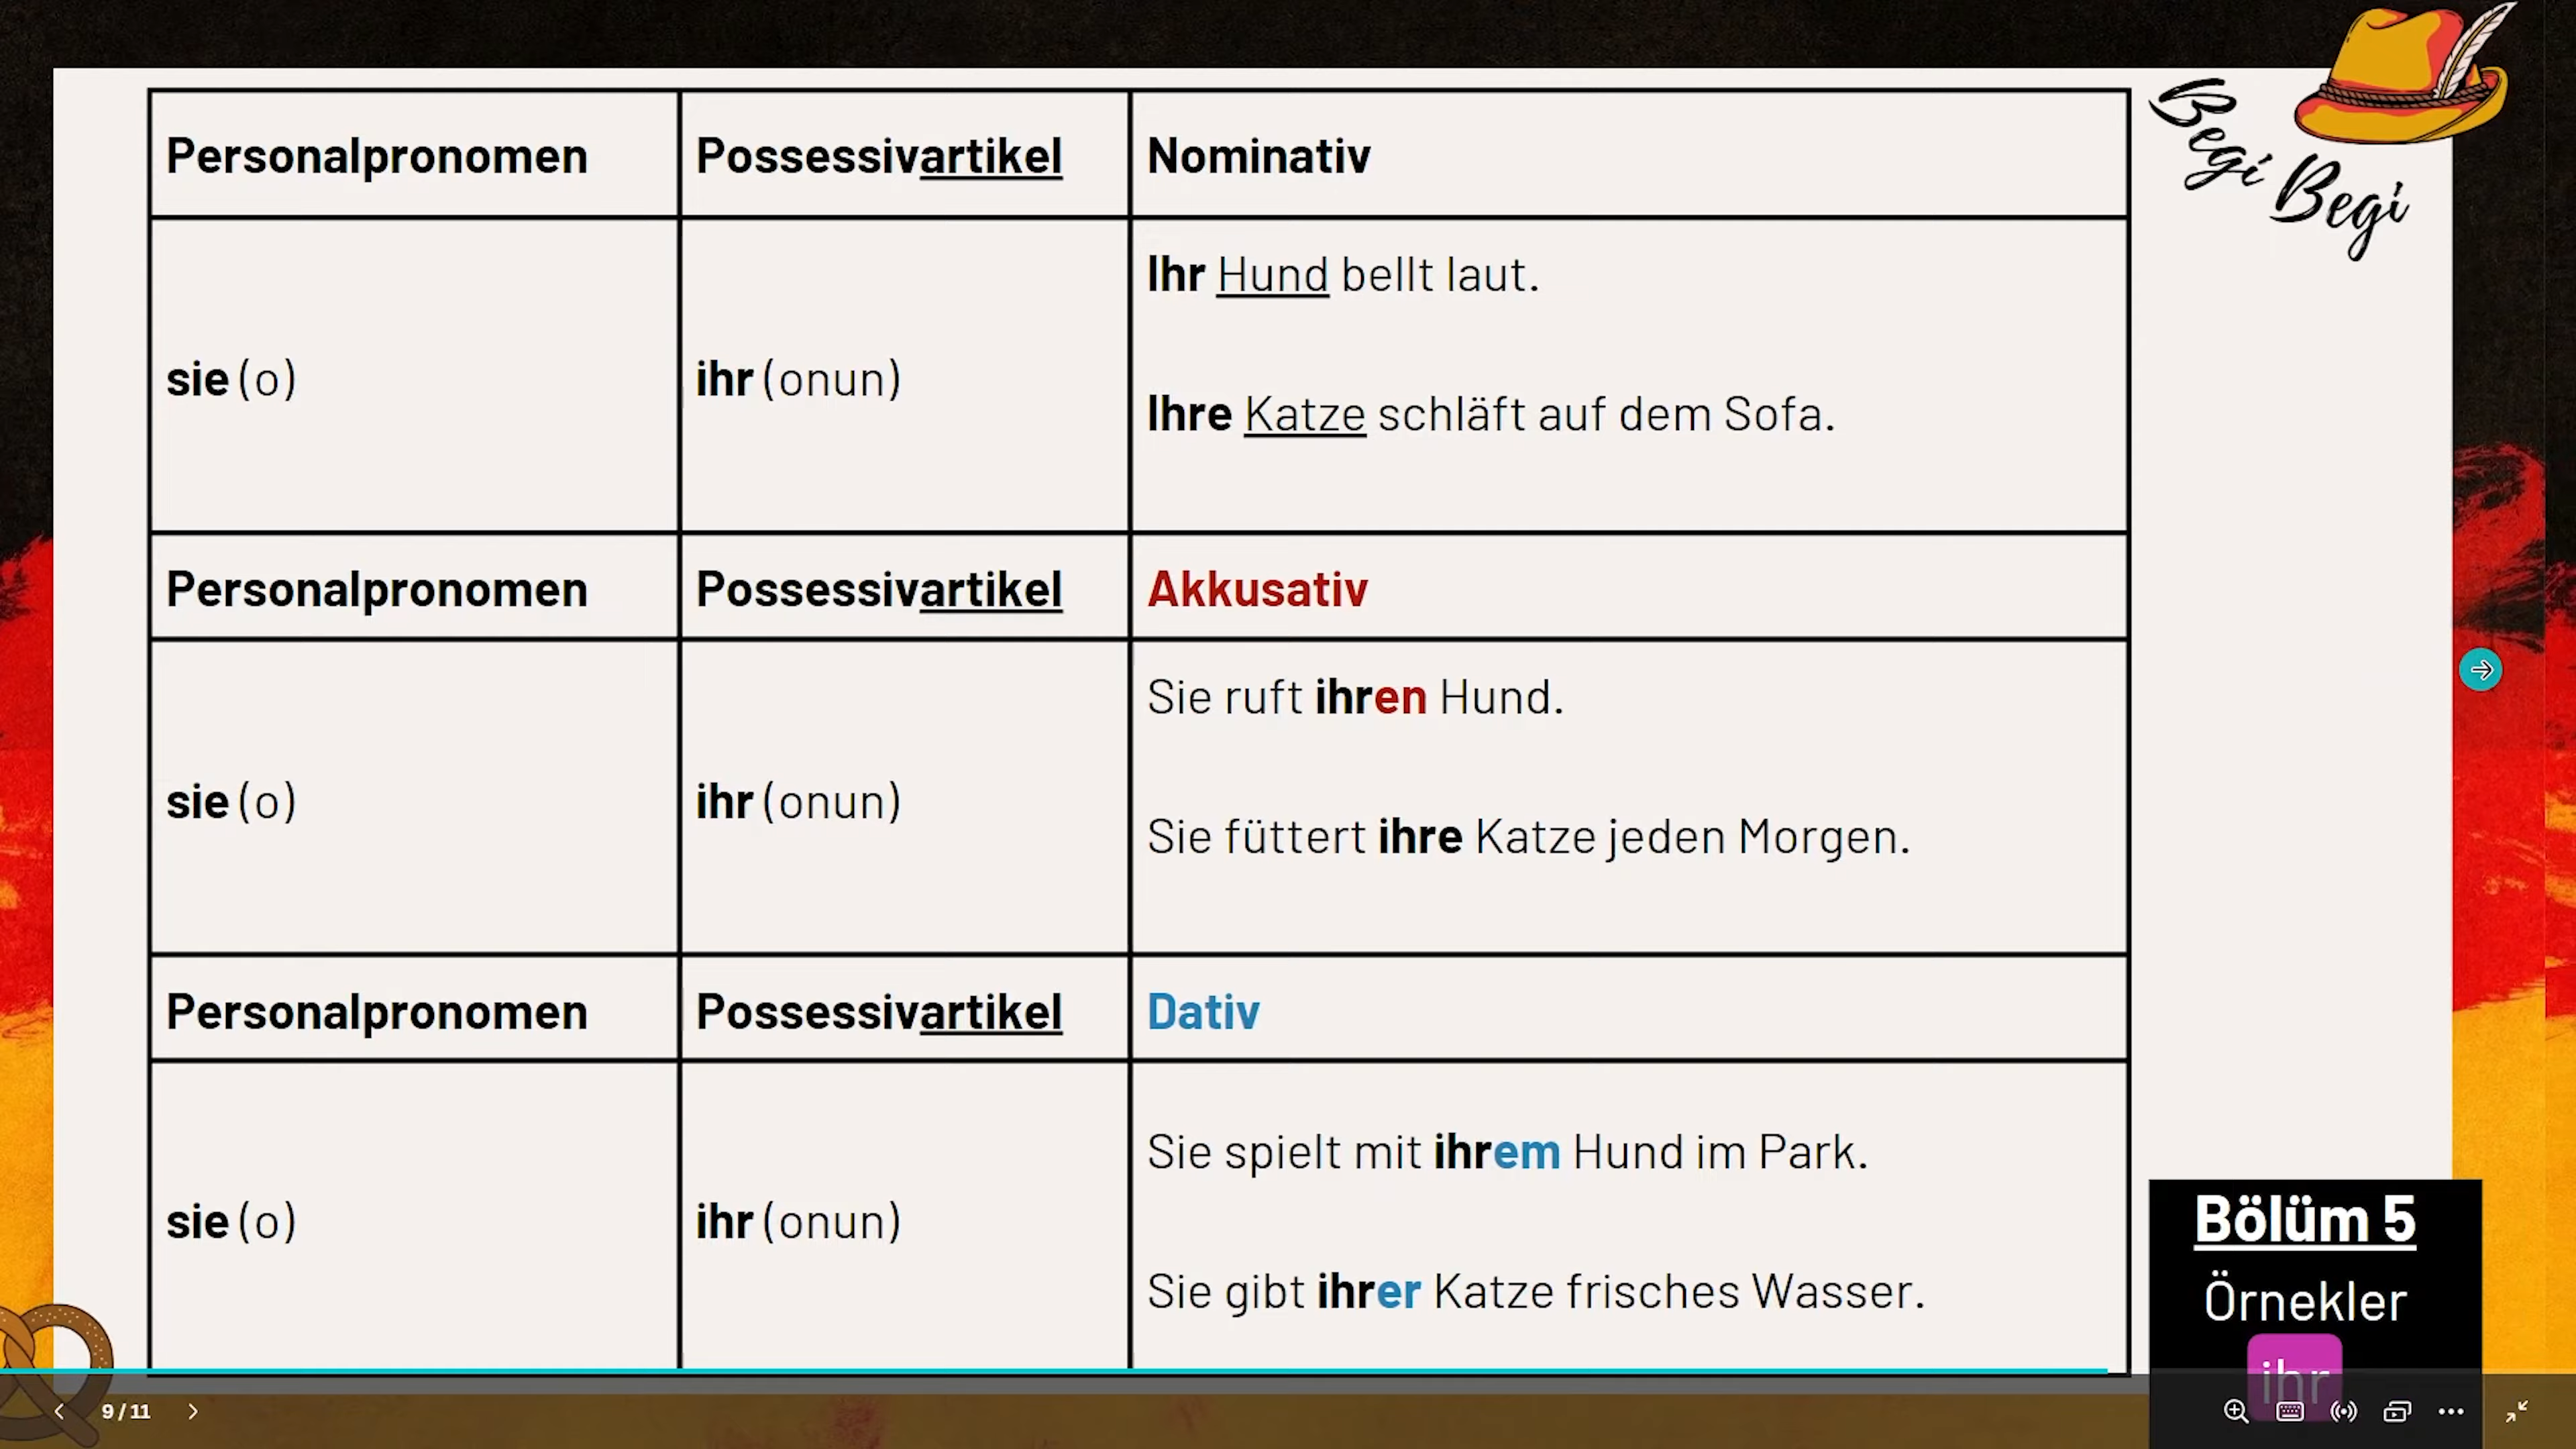 Begi Begi
Personalpronomen Possessivartikel Nominativ
sie (o) ihr (onun)
Ihr Hund bellt laut.
Ihre Katze schläft auf dem Sofa.
Personalpronomen Possessivartikel Akkusativ
sie (o) ihr (onun)
Sie ruft ihren Hund.
Sie füttert ihre Katze jeden Morgen.
Personalpronomen Possessivartikel Dativ
sie (o) ihr (onun)
Sie spielt mit ihrem Hund im Park.
Sie gibt ihrer Katze frisches Wasser.
Bölüm 5
Örnekler
ihr
9 / 11